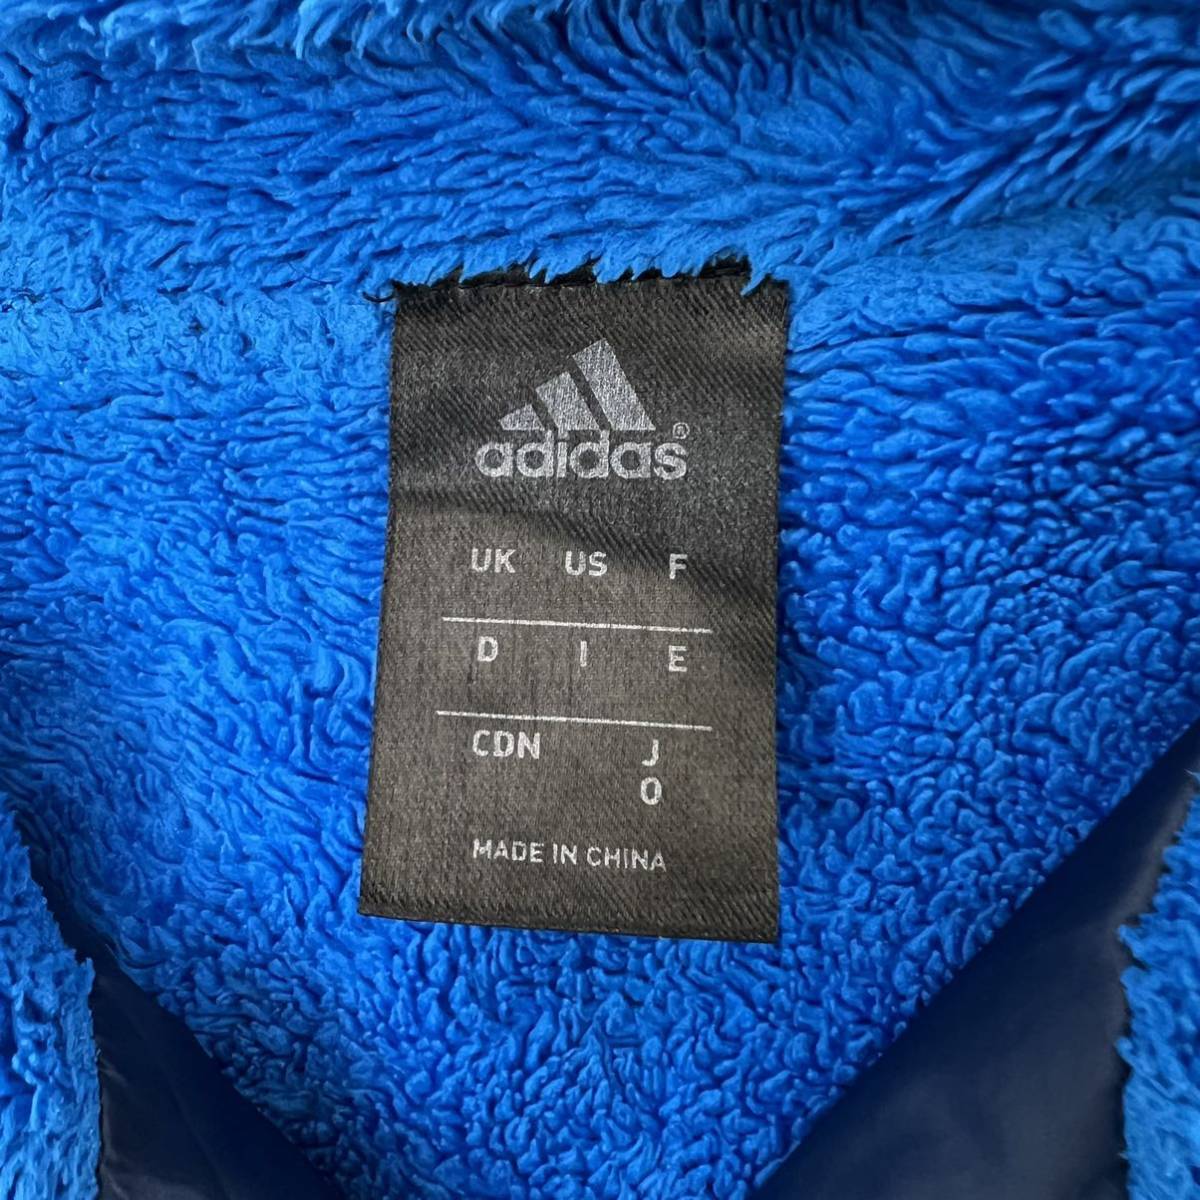 adidas®
UK US F
D I E
CDN J
O
MADE IN CHINA